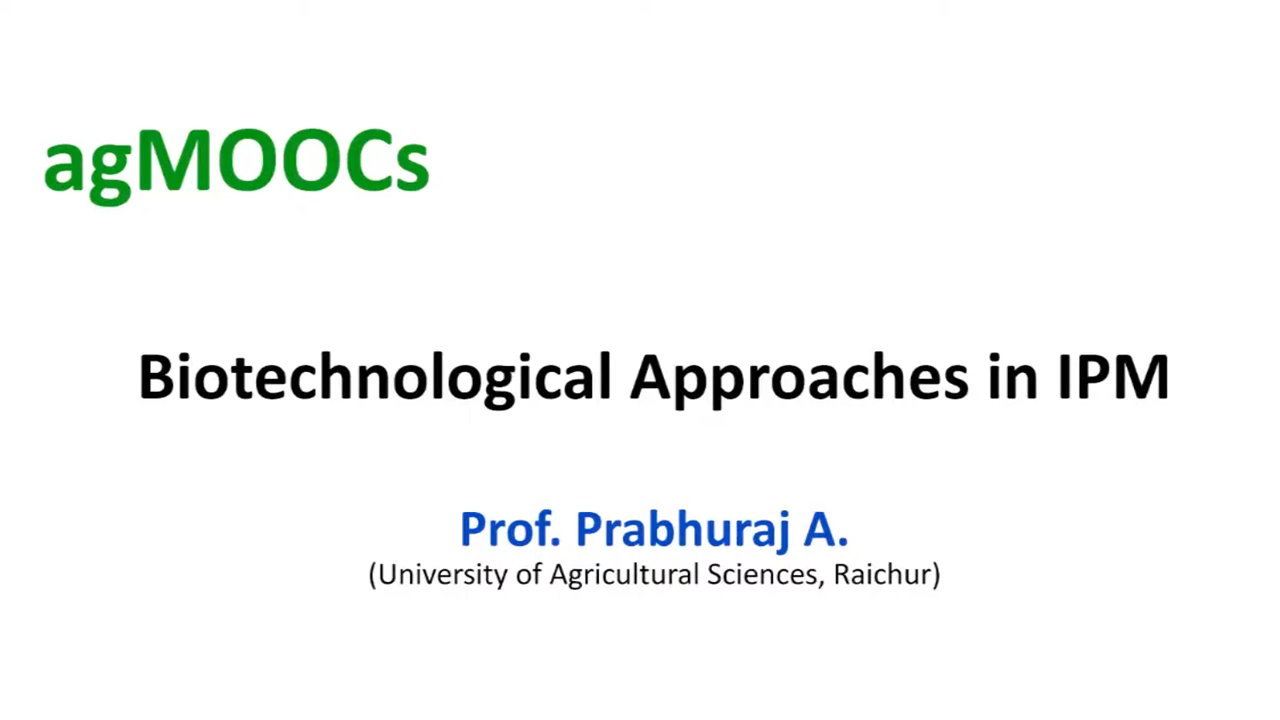 agMOOCs
Biotechnological Approaches in IPM
Prof. Prabhuraj A.
(University of Agricultural Sciences, Raichur)